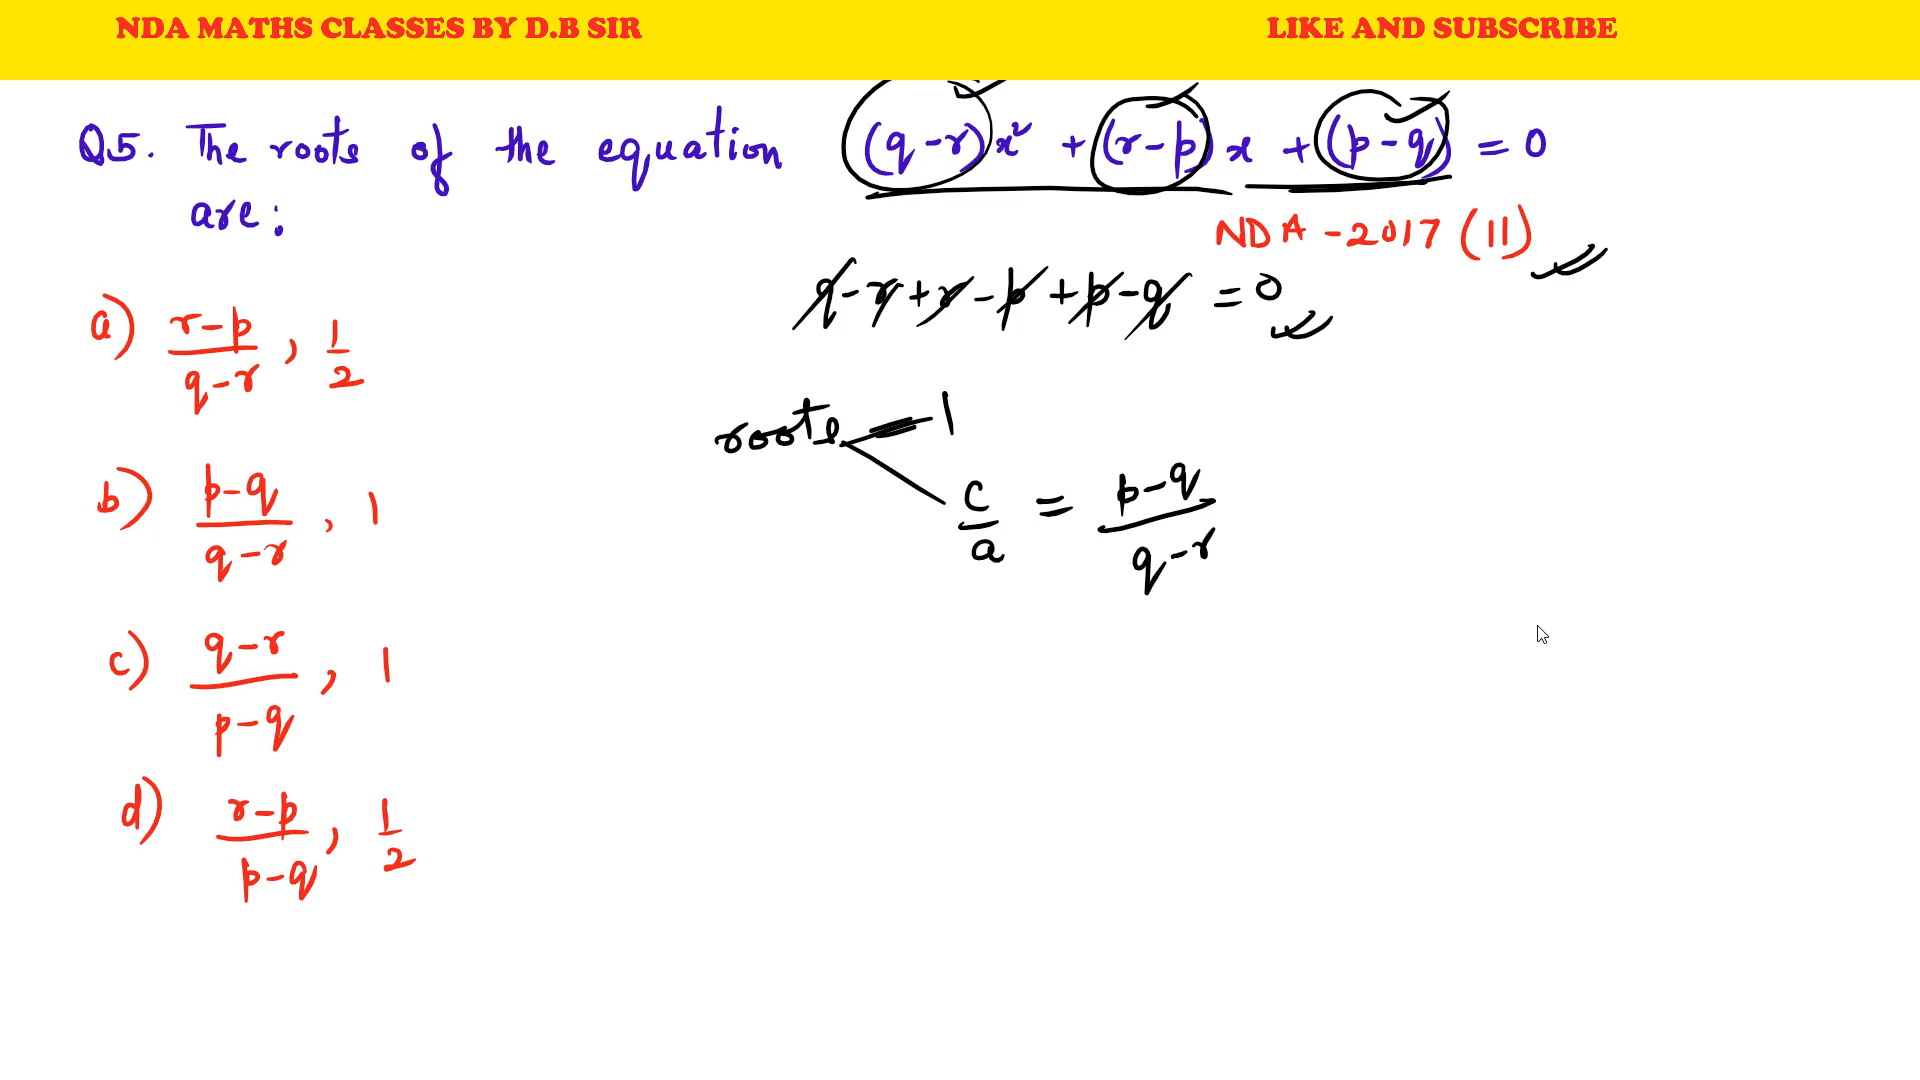 NDA MATHS CLASSES BY D.B SIR
LIKE AND SUBSCRIBE
Q5. The roots of the equation (q-r)x² + (r-p)x + (p-q) = 0
are:
NDA - 2017 (II)
q-r+r-p+p-q = 0
a) (r-p)/(q-r), 1/2
b) (p-q)/(q-r), 1
c) (q-r)/(p-q), 1
d) (r-p)/(p-q), 1/2
roots 1
c/a = (p-q)/(q-r)